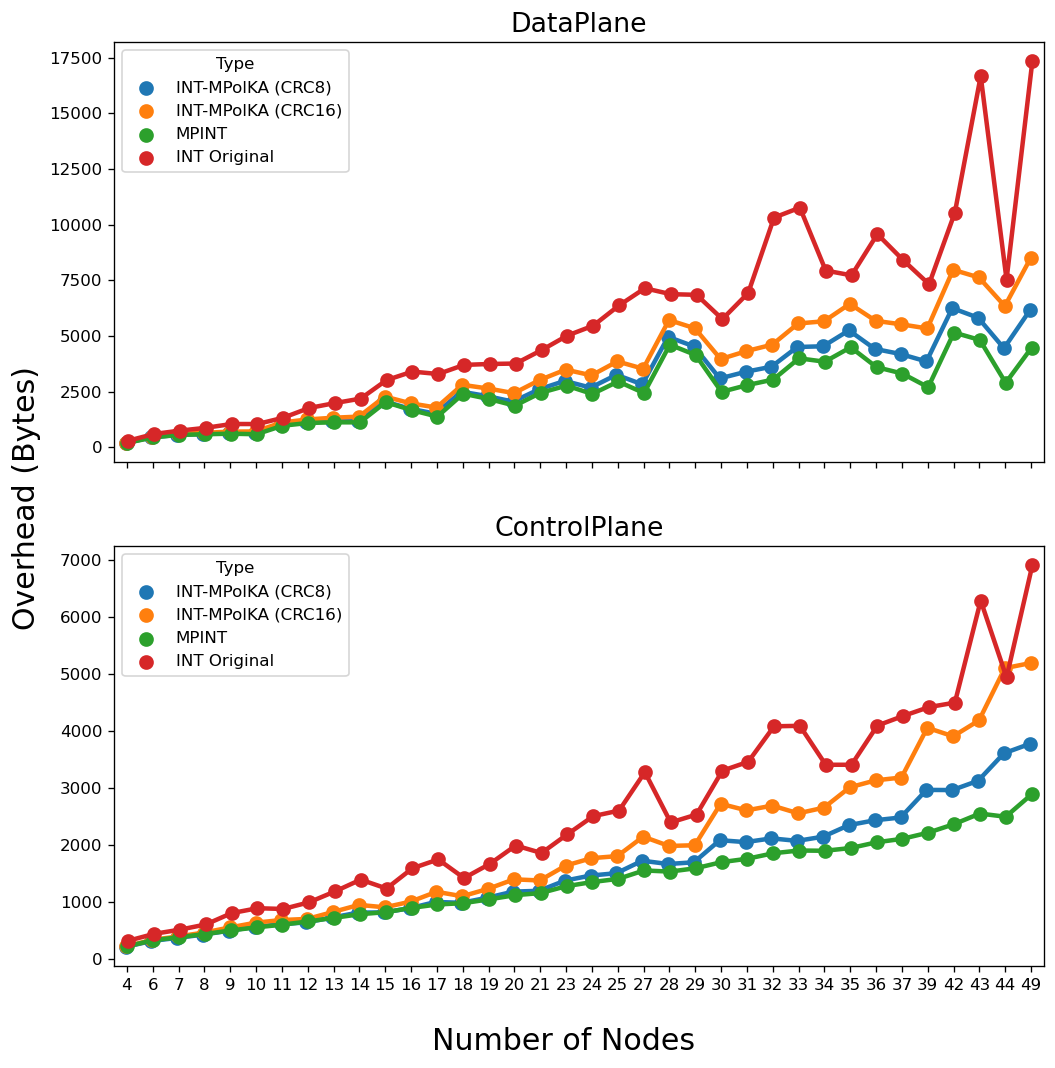 DataPlane
17500
15000
12500
10000
7500
5000
2500
0
Type
INT-MPolKA (CRC8)
INT-MPolKA (CRC16)
MPINT
INT Original
Overhead (Bytes)
ControlPlane
7000
6000
5000
4000
3000
2000
1000
0
Type
INT-MPolKA (CRC8)
INT-MPolKA (CRC16)
MPINT
INT Original
4 6 7 8 9 10 11 12 13 14 15 16 17 18 19 20 21 23 24 25 27 28 29 30 31 32 33 34 35 36 37 39 42 43 44 49
Number of Nodes